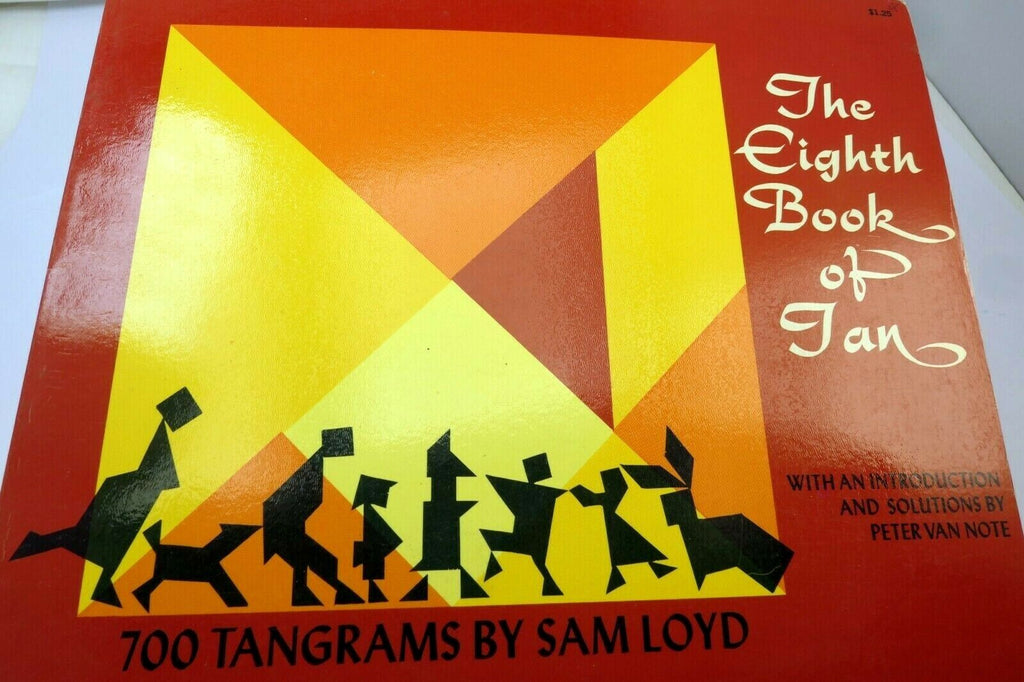 $1.25
The
Eighth
Book
of
Tan
WITH AN INTRODUCTION
AND SOLUTIONS BY
PETER VAN NOTE
700 TANGRAMS BY SAM LOYD